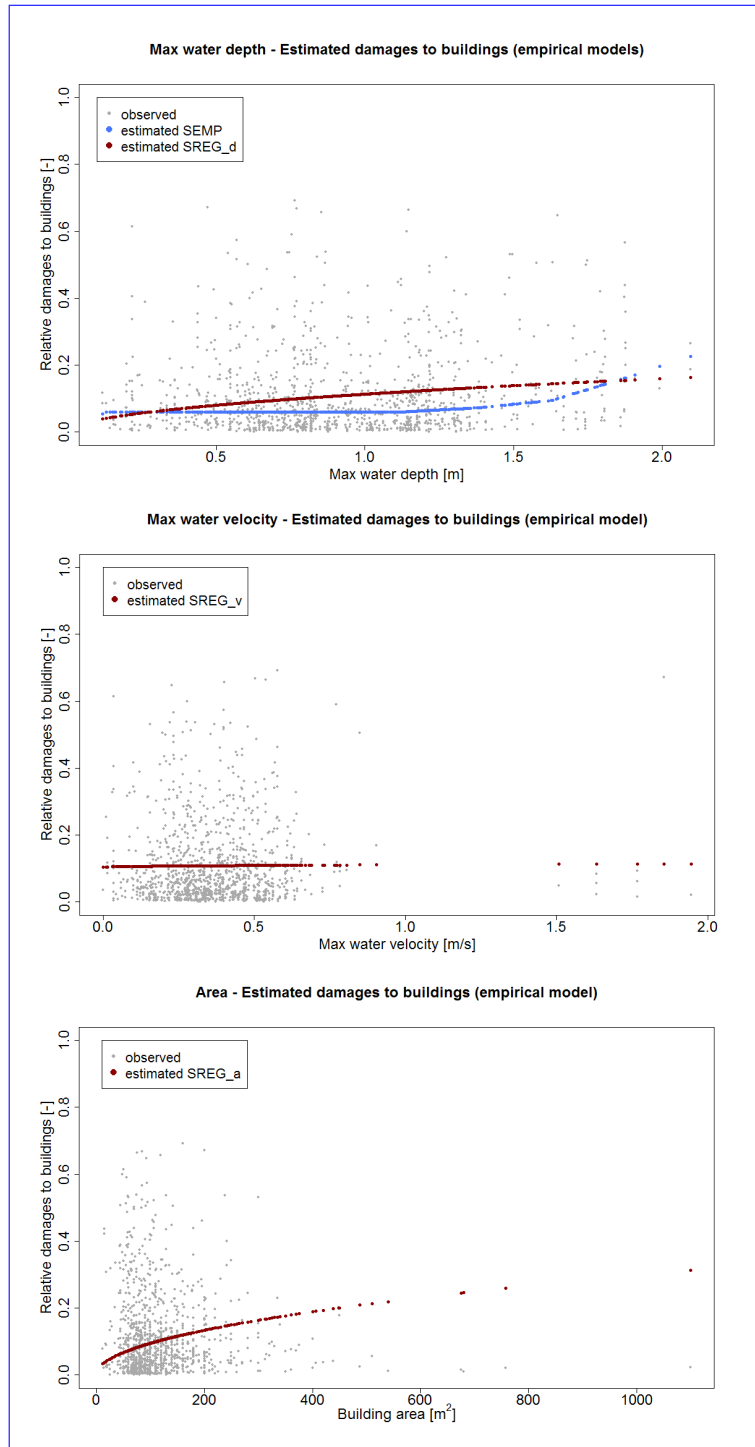 Max water depth - Estimated damages to buildings (empirical models)
1.0
0.8
0.6
0.4
0.2
0.0
Relative damages to buildings [-]
observed
estimated SEMP
estimated SREG_d
0.5 1.0 1.5 2.0
Max water depth [m]
Max water velocity - Estimated damages to buildings (empirical model)
1.0
0.8
0.6
0.4
0.2
0.0
Relative damages to buildings [-]
observed
estimated SREG_v
0.0 0.5 1.0 1.5 2.0
Max water velocity [m/s]
Area - Estimated damages to buildings (empirical model)
1.0
0.8
0.6
0.4
0.2
0.0
Relative damages to buildings [-]
observed
estimated SREG_a
0 200 400 600 800 1000
Building area [m²]